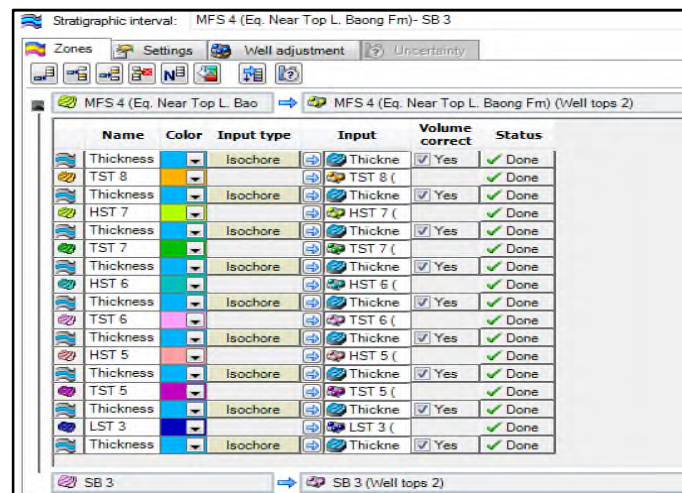 Stratigraphic interval: MFS 4 (Eq. Near Top L. Baong Fm)- SB 3
Zones Settings Well adjustment Uncertainty
MFS 4 (Eq. Near Top L. Bao MFS 4 (Eq. Near Top L. Baong Fm) (Well tops 2)
Name Color Input type Input Volume correct Status
Thickness Isochore Thickne Yes Done
TST 8 TST 8 ( Done
Thickness Isochore Thickne Yes Done
HST 7 HST 7 ( Done
Thickness Isochore Thickne Yes Done
TST 7 TST 7 ( Done
Thickness Isochore Thickne Yes Done
HST 6 HST 6 ( Done
Thickness Isochore Thickne Yes Done
TST 6 TST 6 ( Done
Thickness Isochore Thickne Yes Done
HST 5 HST 5 ( Done
Thickness Isochore Thickne Yes Done
TST 5 TST 5 ( Done
Thickness Isochore Thickne Yes Done
LST 3 LST 3 ( Done
Thickness Isochore Thickne Yes Done
SB 3 SB 3 (Well tops 2)